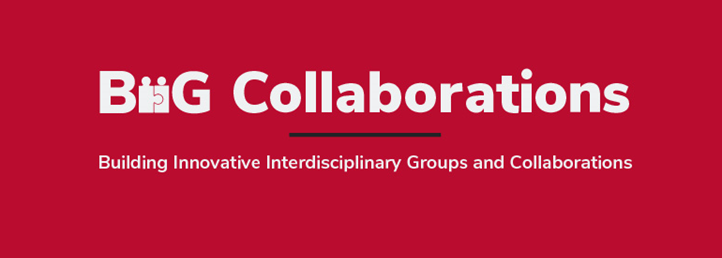 BiiG Collaborations
Building Innovative Interdisciplinary Groups and Collaborations